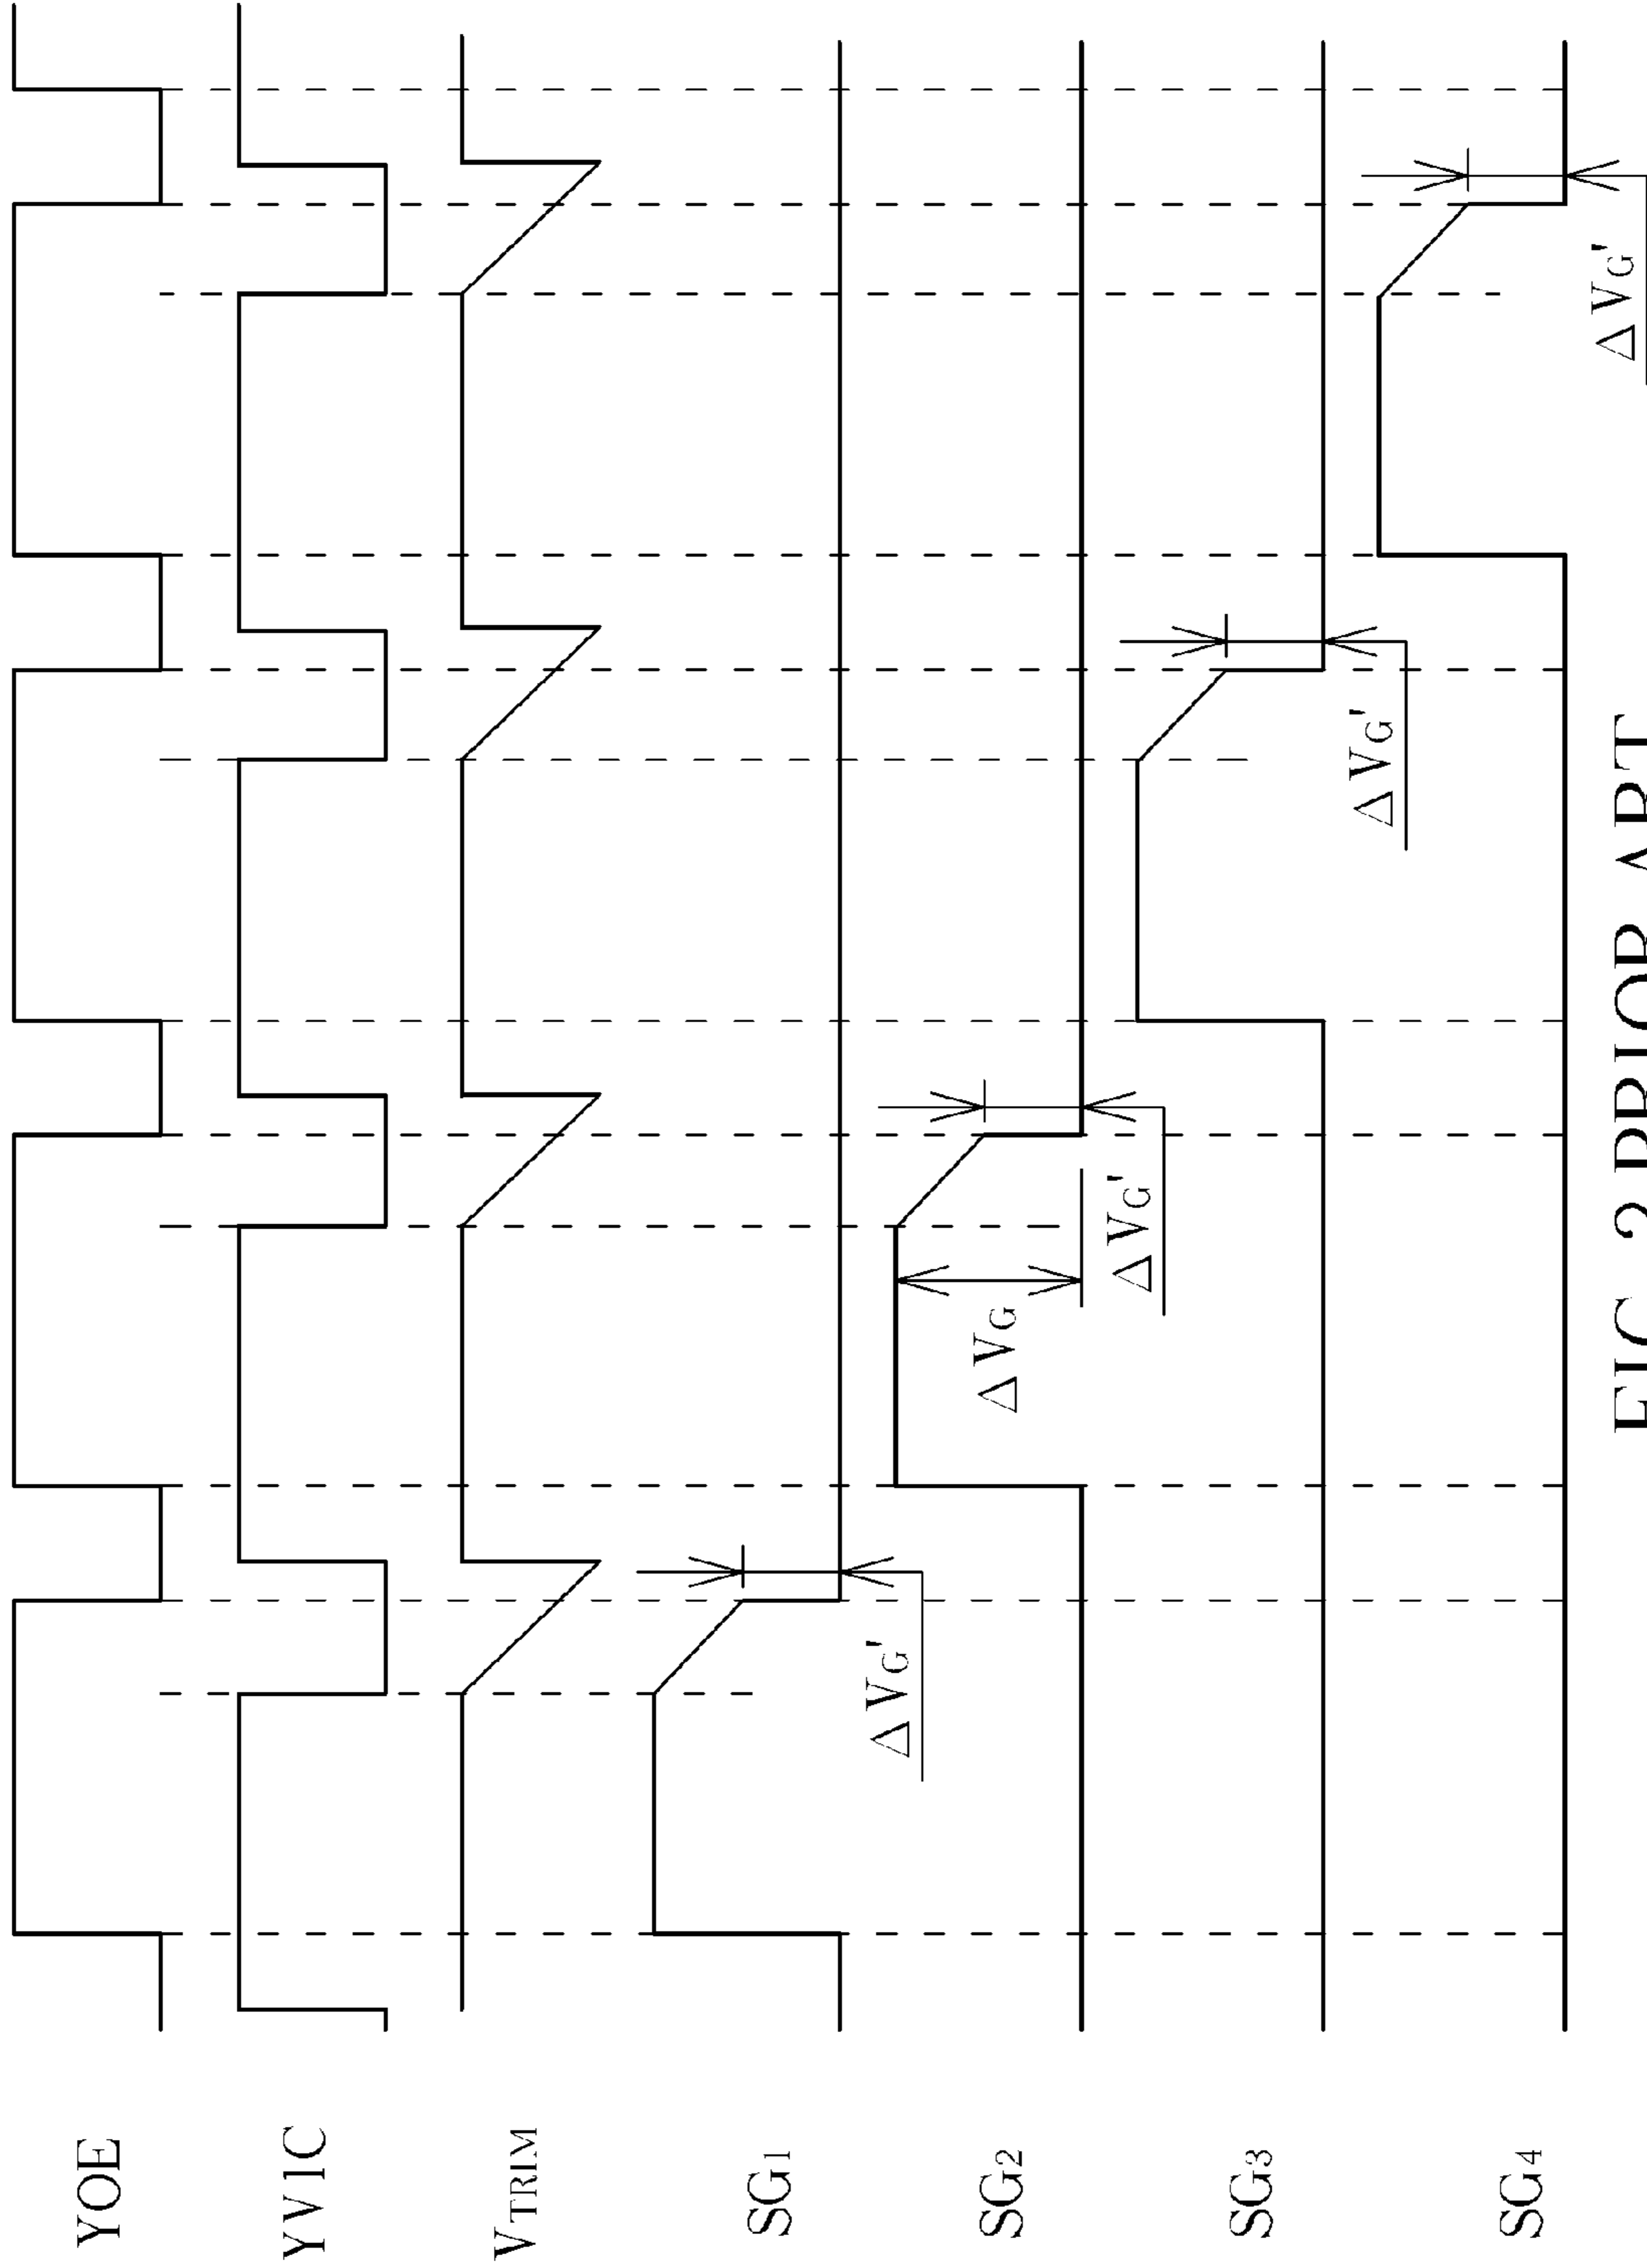 YOE
YV1C
VTRIM
SG1
ΔVG'
SG2
ΔVG
ΔVG'
SG3
ΔVG'
SG4
ΔVG'
FIG. 2 PRIOR ART